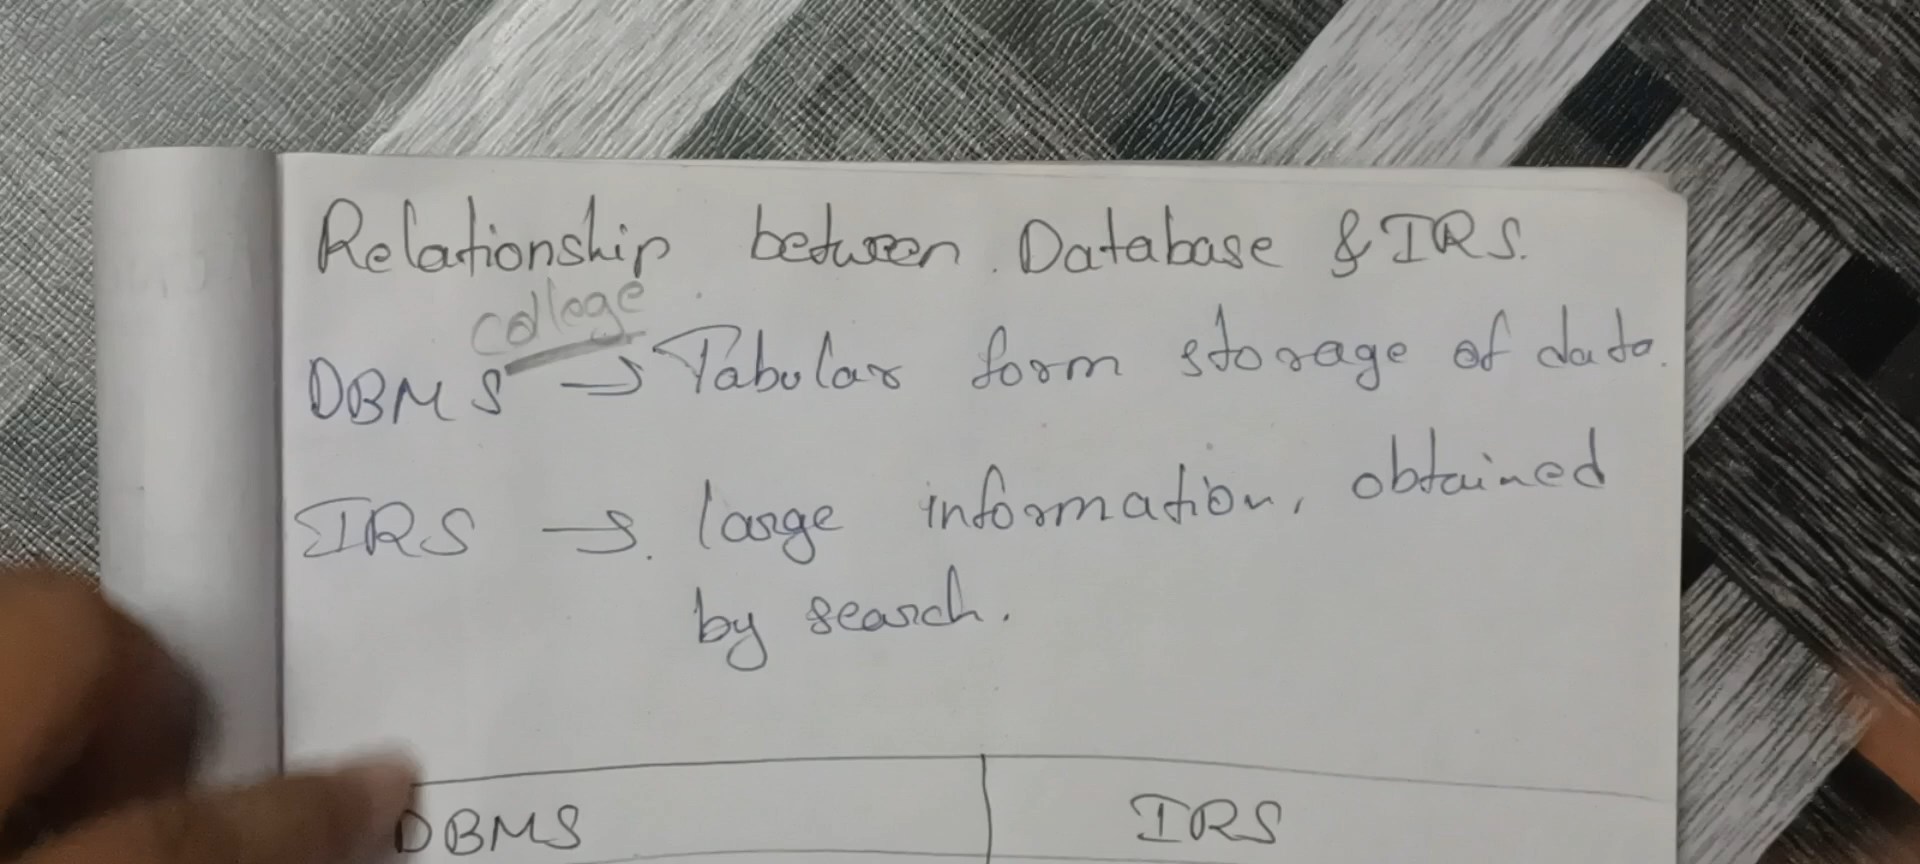 Relationship between Database & IRS.
college
DBMS → Tabular form storage of data.
IRS → large information, obtained
by search.
DBMS IRS